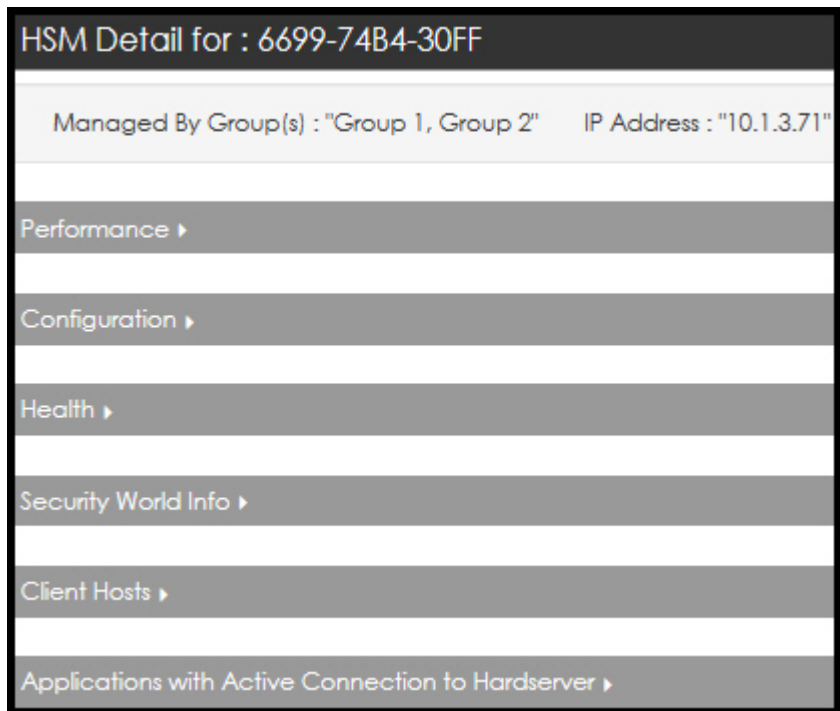 HSM Detail for : 6699-74B4-30FF
Managed By Group(s) : "Group 1, Group 2" IP Address : "10.1.3.71"
Performance
Configuration
Health
Security World Info
Client Hosts
Applications with Active Connection to Hardserver